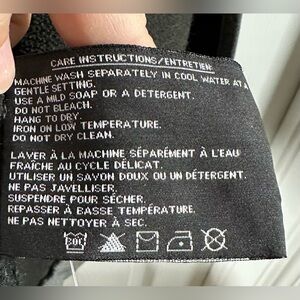 CARE INSTRUCTIONS/ENTRETIEN:
MACHINE WASH SEPARATELY IN COOL WATER AT A
GENTLE SETTING.
USE A MILD SOAP OR A DETERGENT.
DO NOT BLEACH.
HANG TO DRY.
IRON ON LOW TEMPERATURE.
DO NOT DRY CLEAN.
LAVER À LA MACHINE SÉPARÉMENT À L'EAU
FRAÎCHE AU CYCLE DÉLICAT.
UTILISER UN SAVON DOUX OU UN DÉTERGENT.
NE PAS JAVELLISER.
SUSPENDRE POUR SÉCHER.
REPASSER À BASSE TEMPÉRATURE.
NE PAS NETTOYER À SEC.